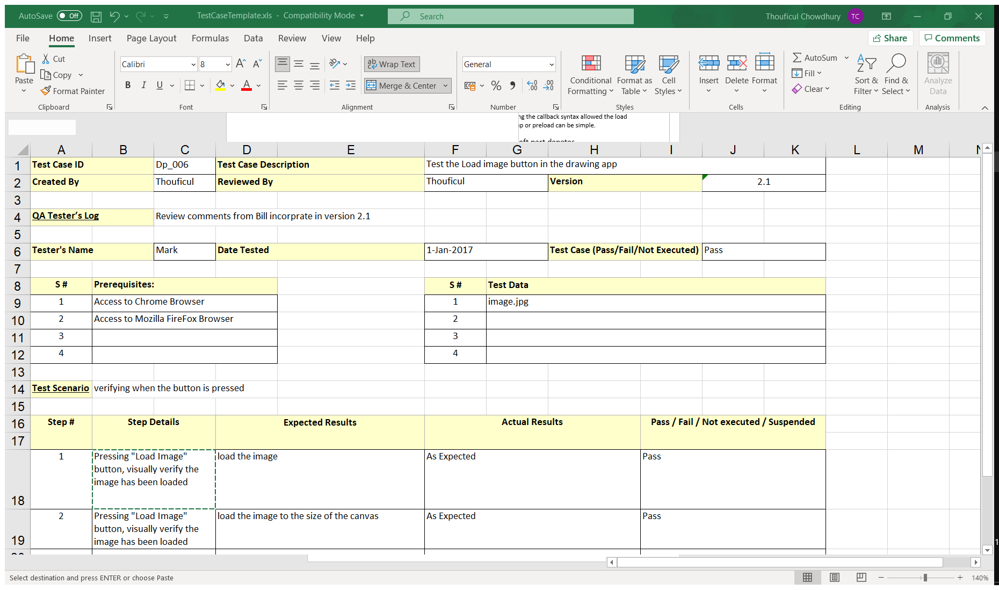 AutoSave Off TestCaseTemplate.xls - Compatibility Mode Search Thouficul Chowdhury TC
File Home Insert Page Layout Formulas Data Review View Help Share Comments
Paste Cut Copy Format Painter Clipboard
Calibri 8 A A B I U A Font
ab Wrap Text Merge & Center Alignment
General % Number
Conditional Formatting Format as Table Cell Styles Styles
Insert Delete Format Cells
AutoSum Fill Clear Sort & Filter Find & Select Editing
Analyze Data Analysis
ng the callback syntax allowed the load
p or preload can be simple.
A B C D E F G H I J K L M N
1 Test Case ID Dp_006 Test Case Description Test the Load image button in the drawing app
2 Created By Thouficul Reviewed By Thouficul Version 2.1
3
4 QA Tester’s Log Review comments from Bill incorprate in version 2.1
5
6 Tester's Name Mark Date Tested 1-Jan-2017 Test Case (Pass/Fail/Not Executed) Pass
7
8 S # Prerequisites: S # Test Data
9 1 Access to Chrome Browser 1 image.jpg
10 2 Access to Mozilla FireFox Browser 2
11 3 3
12 4 4
13
14 Test Scenario verifying when the button is pressed
15
16 Step # Step Details Expected Results Actual Results Pass / Fail / Not executed / Suspended
17
1 Pressing "Load Image" load the image As Expected Pass
button, visually verify the
image has been loaded
18
2 Pressing "Load Image" load the image to the size of the canvas As Expected Pass
button, visually verify the
19 image has been loaded
Select destination and press ENTER or choose Paste 140%